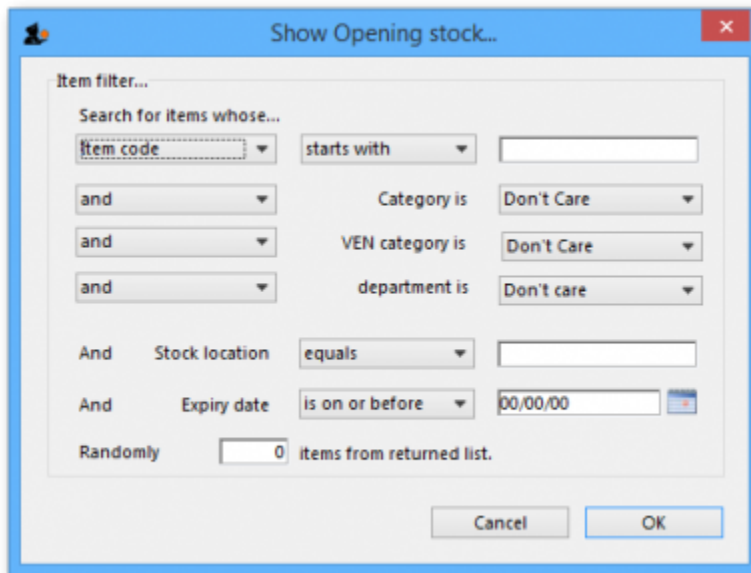 Show Opening stock...
Item filter...
Search for items whose...
Item code starts with
and Category is Don't Care
and VEN category is Don't Care
and department is Don't care
And Stock location equals
And Expiry date is on or before 00/00/00
Randomly 0 items from returned list.
Cancel OK